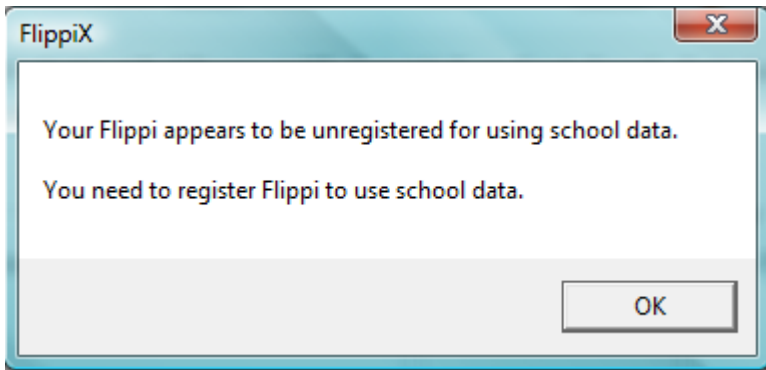 FlippiX
Your Flippi appears to be unregistered for using school data.
You need to register Flippi to use school data.
OK